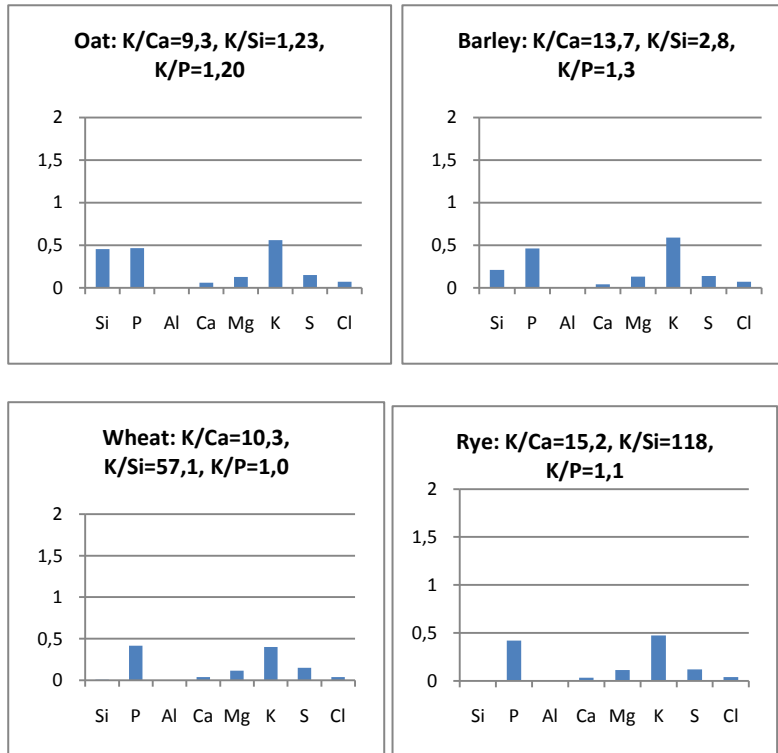 Oat: K/Ca=9,3, K/Si=1,23,
K/P=1,20
2
1,5
1
0,5
0
Si P Al Ca Mg K S Cl
Barley: K/Ca=13,7, K/Si=2,8,
K/P=1,3
2
1,5
1
0,5
0
Si P Al Ca Mg K S Cl
Wheat: K/Ca=10,3,
K/Si=57,1, K/P=1,0
2
1,5
1
0,5
0
Si P Al Ca Mg K S Cl
Rye: K/Ca=15,2, K/Si=118,
K/P=1,1
2
1,5
1
0,5
0
Si P Al Ca Mg K S Cl